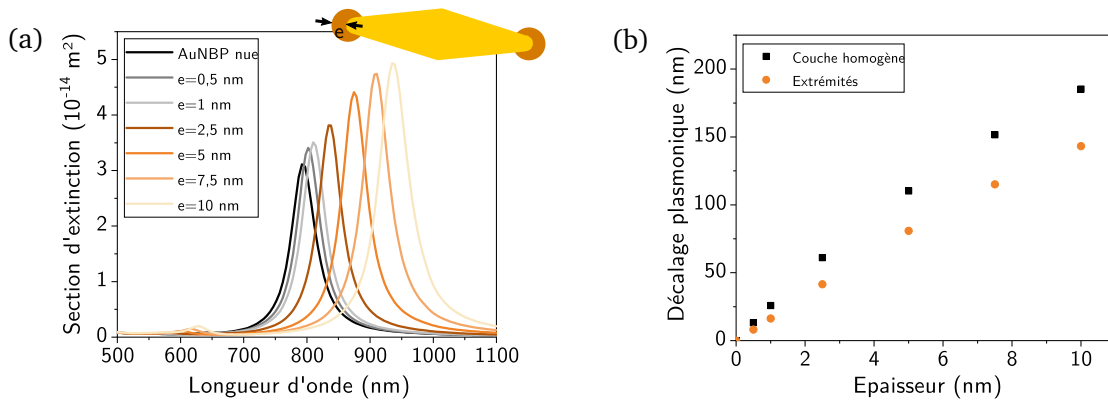 (a)
e
Section d'extinction (10⁻¹⁴ m²)
5
4
3
2
1
0
AuNBP nue
e=0,5 nm
e=1 nm
e=2,5 nm
e=5 nm
e=7,5 nm
e=10 nm
500 600 700 800 900 1000 1100
Longueur d'onde (nm)
(b)
Décalage plasmonique (nm)
200
150
100
50
0
Couche homogène
Extrémités
0 2 4 6 8 10
Epaisseur (nm)